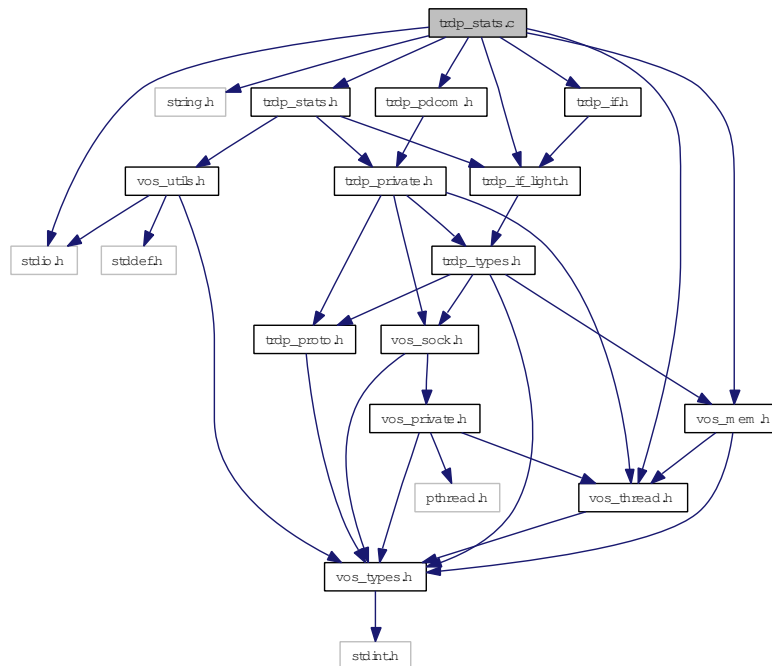 trdp_stats.c
string.h
trdp_stats.h
trdp_pdcom.h
trdp_if.h
vos_utils.h
trdp_private.h
trdp_if_light.h
stdio.h
stddef.h
trdp_types.h
trdp_proto.h
vos_sock.h
vos_private.h
vos_mem.h
pthread.h
vos_thread.h
vos_types.h
stdint.h